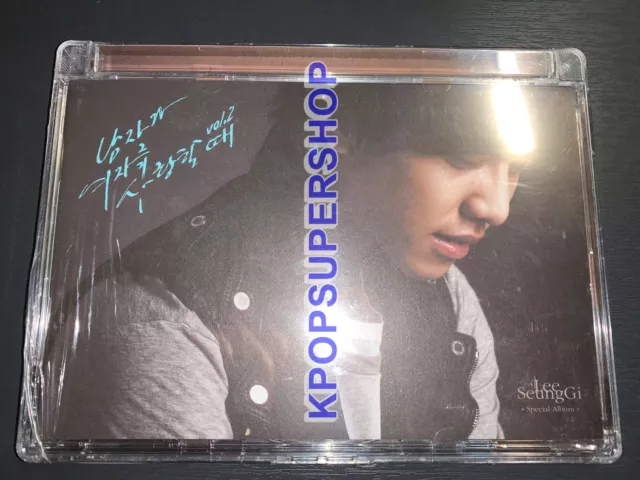 남자가
여자를
사랑할 때
vol.2
KPOPSUPERSHOP
Lee
SeungGi
• Special Album •